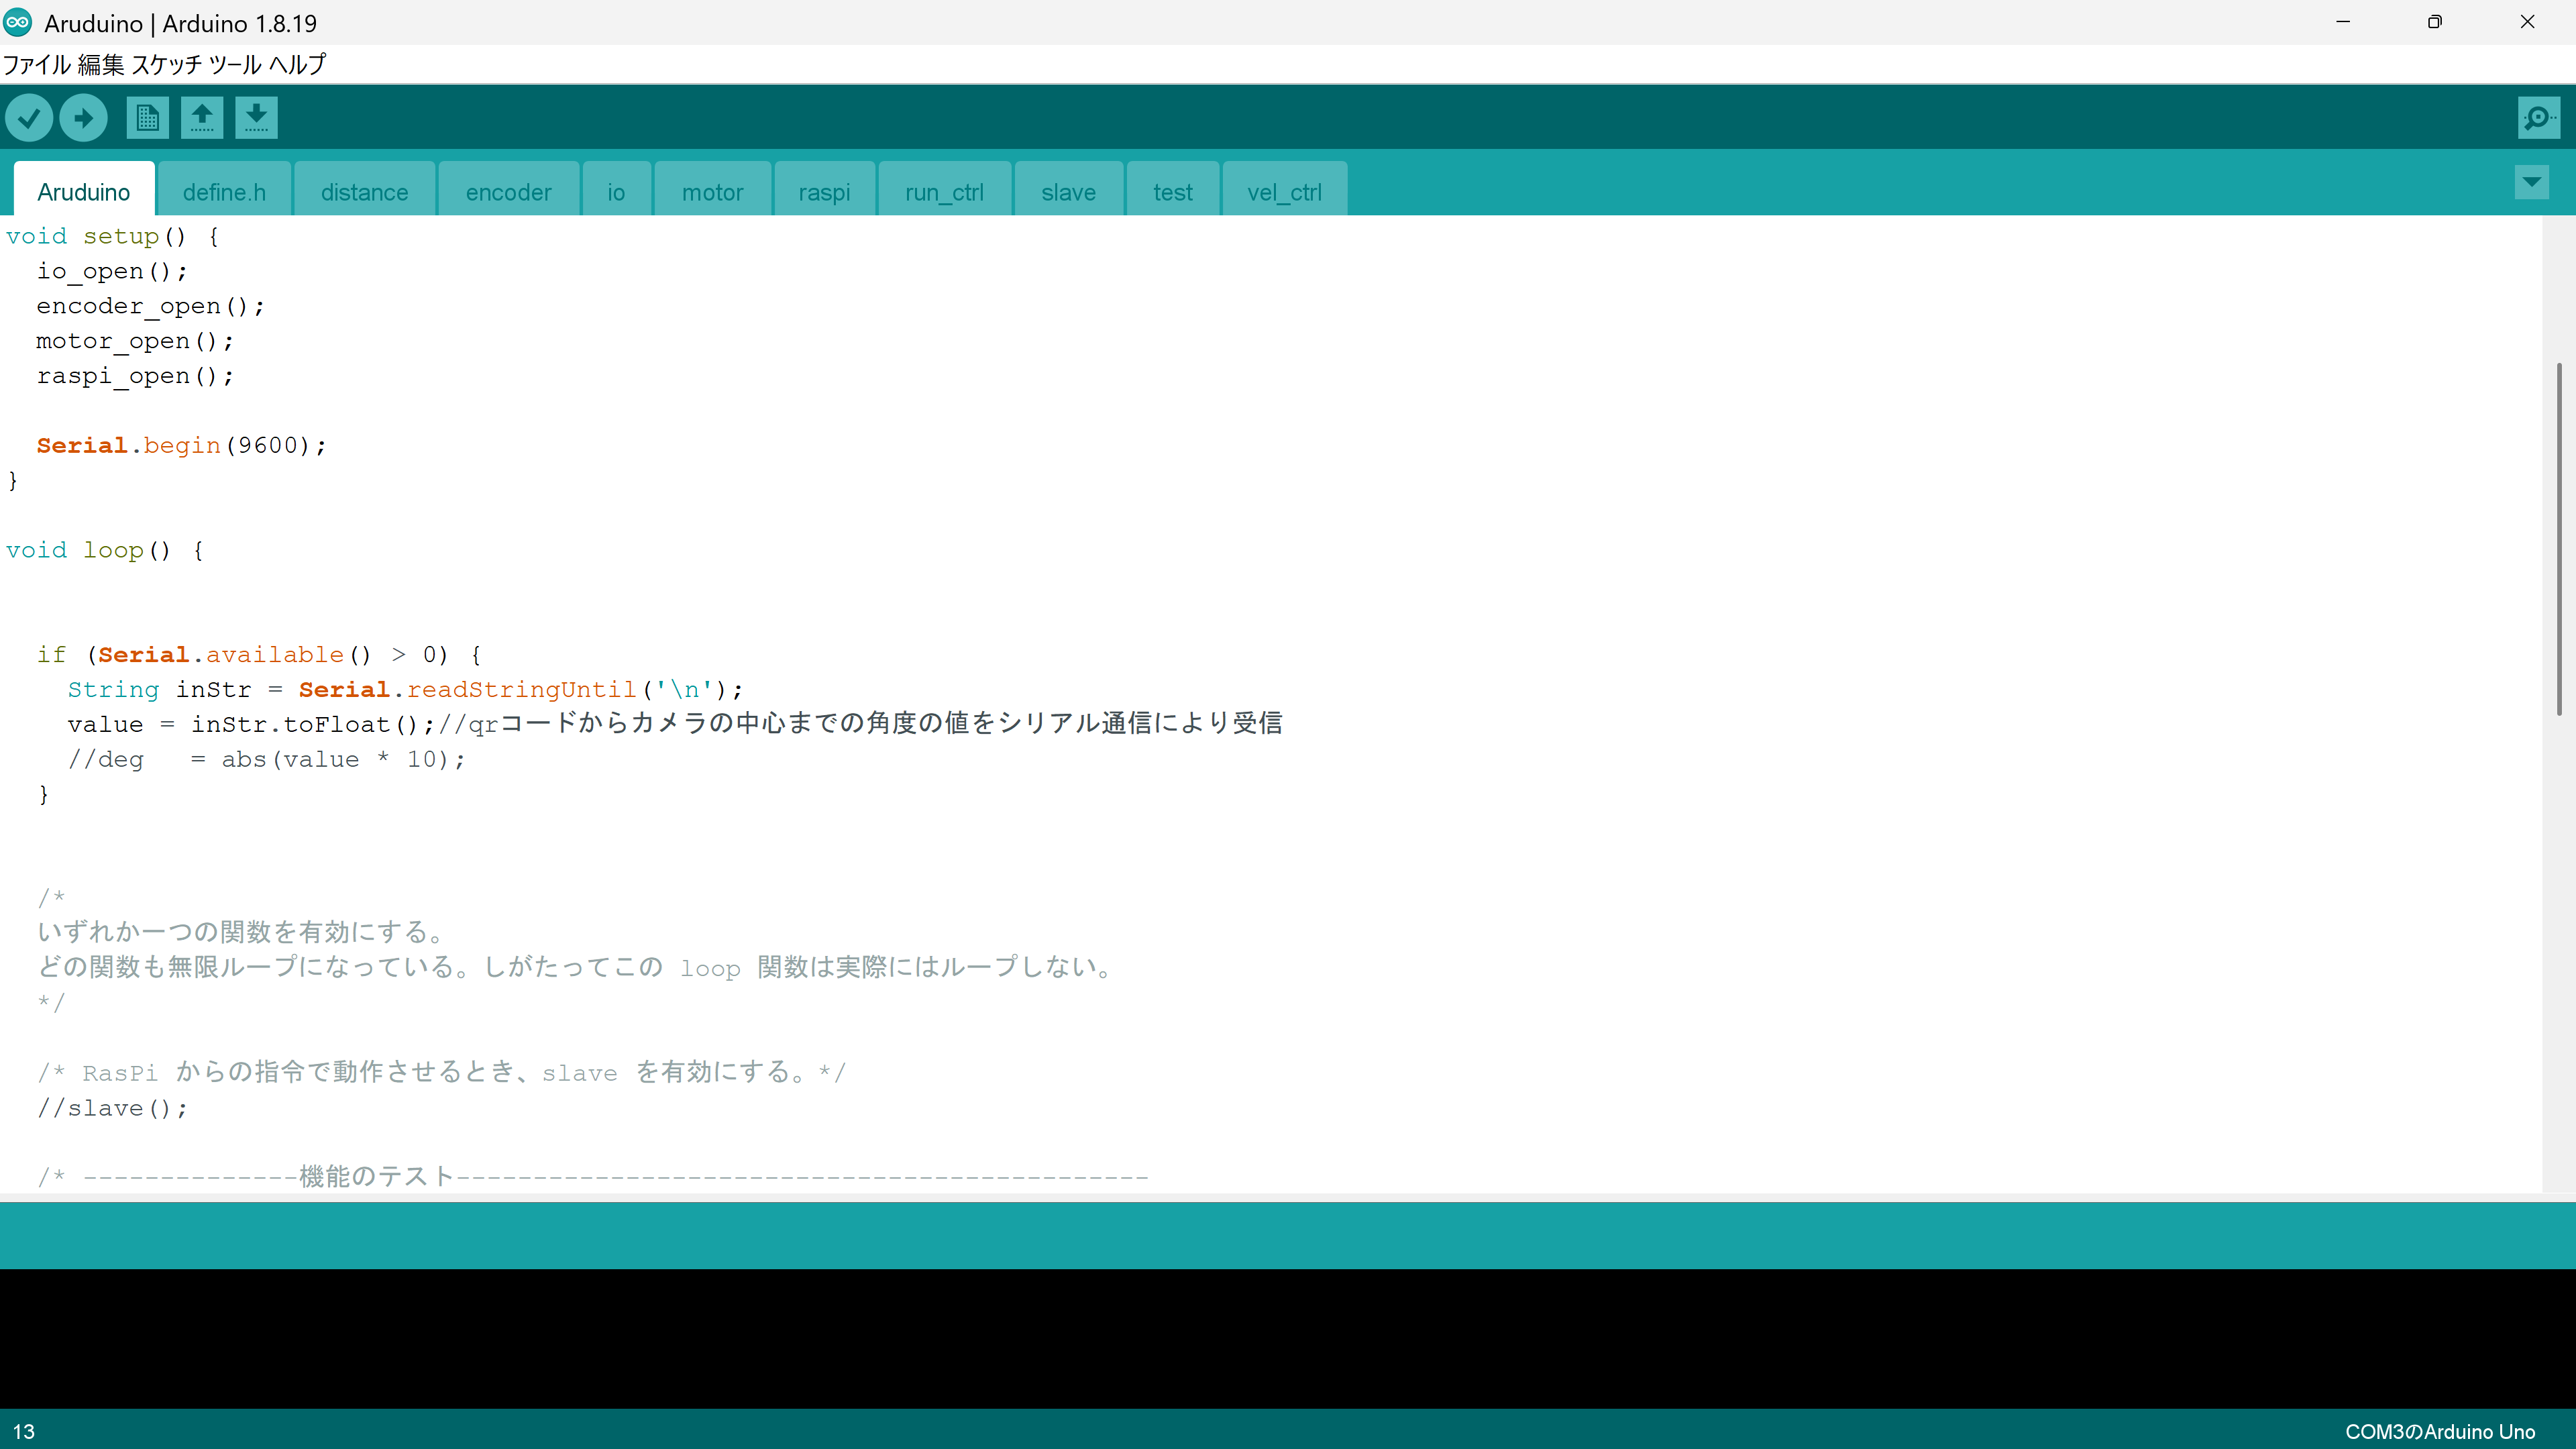 Aruduino | Arduino 1.8.19
ファイル 編集 スケッチ ツール ヘルプ
Aruduino define.h distance encoder io motor raspi run_ctrl slave test vel_ctrl
void setup() {
  io_open();
  encoder_open();
  motor_open();
  raspi_open();
  Serial.begin(9600);
}
void loop() {
  if (Serial.available() > 0) {
    String inStr = Serial.readStringUntil('\n');
    value = inStr.toFloat();//qrコードからカメラの中心までの角度の値をシリアル通信により受信
    //deg   = abs(value * 10);
  }
  /*
  いずれか一つの関数を有効にする。
  どの関数も無限ループになっている。しがたってこの loop 関数は実際にはループしない。
  */
  /* RasPi からの指令で動作させるとき、slave を有効にする。*/
  //slave();
  /* --------------機能のテスト---------------------------------------------
13
COM3のArduino Uno